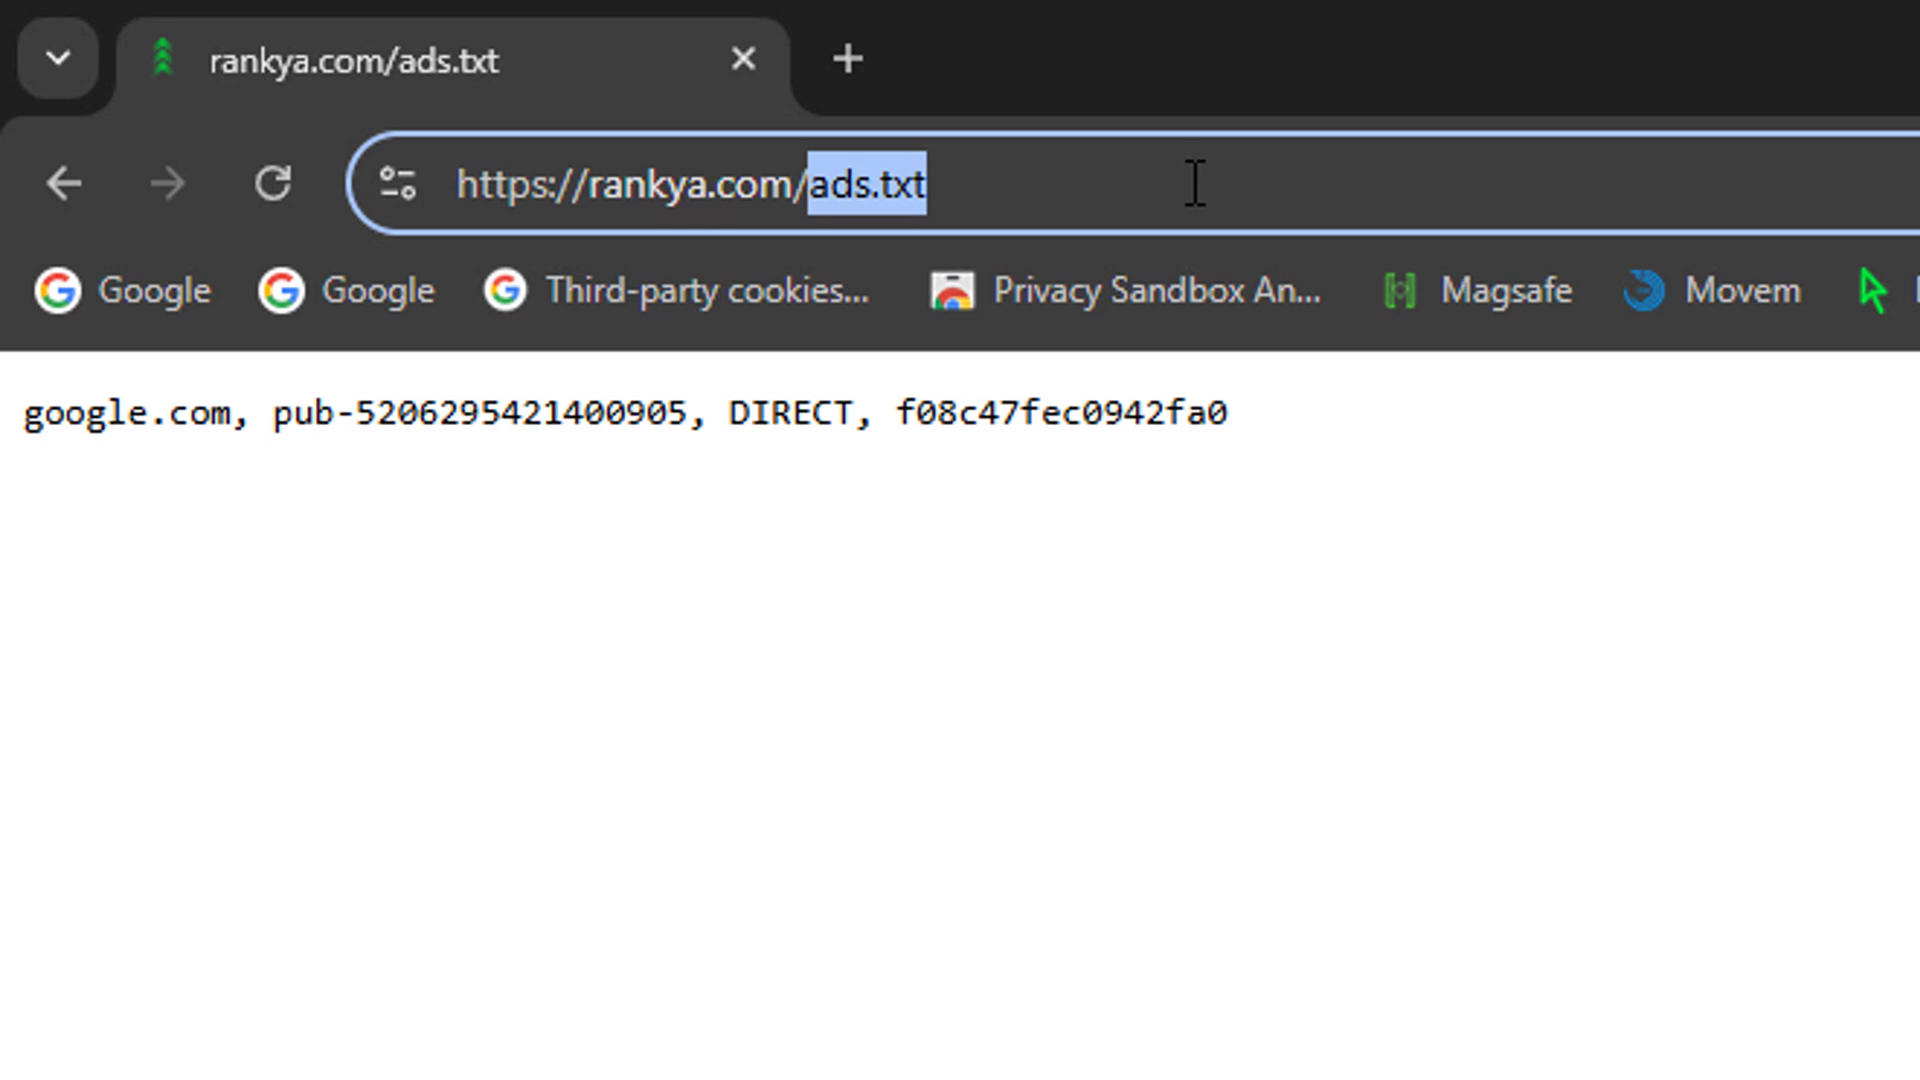 rankya.com/ads.txt
https://rankya.com/ads.txt
Google Google Third-party cookies... Privacy Sandbox An... Magsafe Movem
google.com, pub-5206295421400905, DIRECT, f08c47fec0942fa0